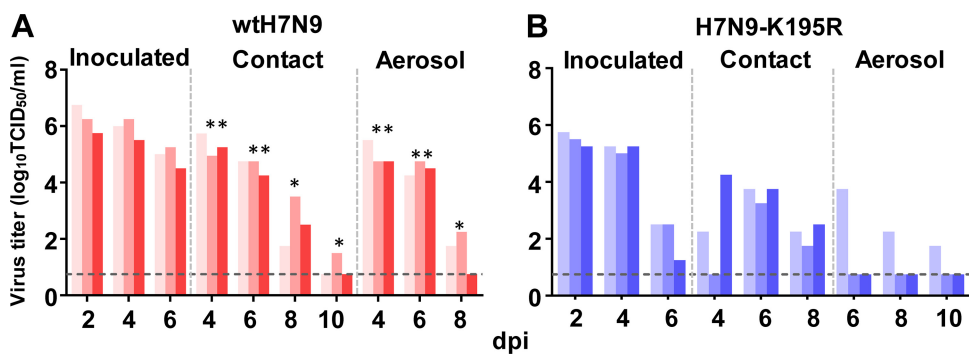 A
wtH7N9
Inoculated Contact Aerosol
Virus titer (log10TCID50/ml)
8
6
4
2
0
** ** * * ** ** *
2 4 6 4 6 8 10 4 6 8
B
H7N9-K195R
Inoculated Contact Aerosol
8
6
4
2
0
2 4 6 4 6 8 6 8 10
dpi